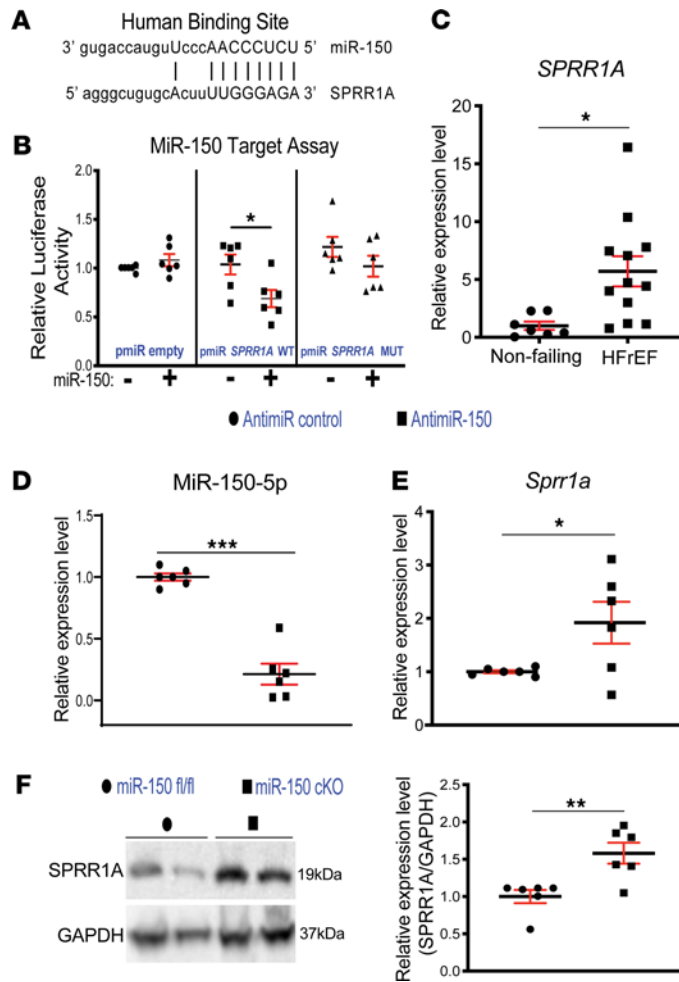 A
Human Binding Site
3' gugaccauguUcccAACCCUCU 5' miR-150
5' agggcugugcAcuuUUGGGAGA 3' SPRR1A
B
MiR-150 Target Assay
Relative Luciferase
Activity
2.0
1.5
1.0
0.5
0.0
*
pmiR empty
pmiR SPRR1A WT
pmiR SPRR1A MUT
miR-150: - + - + - +
C
SPRR1A
Relative expression level
20
15
10
5
0
*
Non-failing HFrEF
AntimiR control AntimiR-150
D
MiR-150-5p
Relative expression level
1.5
1.0
0.5
0.0
***
E
Sprr1a
Relative expression level
4
3
2
1
0
*
F
miR-150 fl/fl miR-150 cKO
SPRR1A 19kDa
GAPDH 37kDa
Relative expression level
(SPRR1A/GAPDH)
2.5
2.0
1.5
1.0
0.5
0.0
**